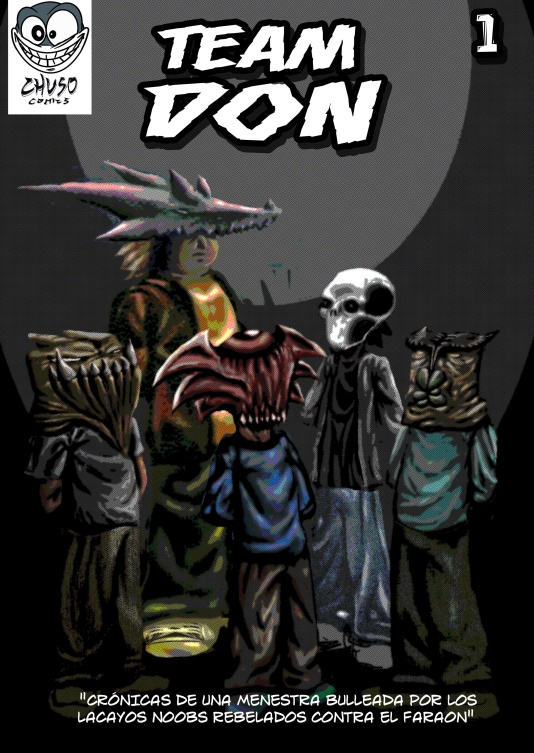 CHUSO
COMICS
TEAM
DON
1
"CRÓNICAS DE UNA MENESTRA BULLEADA POR LOS
LACAYOS NOOBS REBELADOS CONTRA EL FARAON"